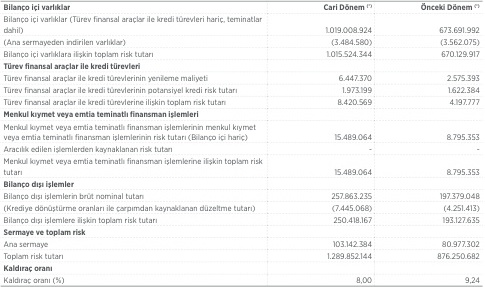 Bilanço içi varlıklar Cari Dönem (*) Önceki Dönem (*)
Bilanço içi varlıklar (Türev finansal araçlar ile kredi türevleri hariç, teminatlar
dahil) 1.019.008.924 673.691.992
(Ana sermayeden indirilen varlıklar) (3.484.580) (3.562.075)
Bilanço içi varlıklara ilişkin toplam risk tutarı 1.015.524.344 670.129.917
Türev finansal araçlar ile kredi türevleri
Türev finansal araçlar ile kredi türevlerinin yenileme maliyeti 6.447.370 2.575.393
Türev finansal araçlar ile kredi türevlerinin potansiyel kredi risk tutarı 1.973.199 1.622.384
Türev finansal araçlar ile kredi türevlerine ilişkin toplam risk tutarı 8.420.569 4.197.777
Menkul kıymet veya emtia teminatlı finansman işlemleri
Menkul kıymet veya emtia teminatlı finansman işlemlerinin menkul kıymet
veya emtia teminatlı finansman işlemlerinin risk tutarı (Bilanço içi hariç) 15.489.064 8.795.353
Aracılık edilen işlemlerden kaynaklanan risk tutarı - -
Menkul kıymet veya emtia teminatlı finansman işlemlerine ilişkin toplam risk
tutarı 15.489.064 8.795.353
Bilanço dışı işlemler
Bilanço dışı işlemlerin brüt nominal tutarı 257.863.235 197.379.048
(Krediye dönüştürme oranları ile çarpımdan kaynaklanan düzeltme tutarı) (7.445.068) (4.251.413)
Bilanço dışı işlemlere ilişkin toplam risk tutarı 250.418.167 193.127.635
Sermaye ve toplam risk
Ana sermaye 103.142.384 80.977.302
Toplam risk tutarı 1.289.852.144 876.250.682
Kaldıraç oranı
Kaldıraç oranı (%) 8,00 9,24